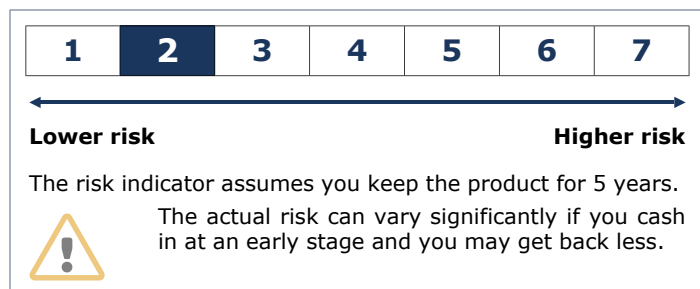 1 2 3 4 5 6 7
Lower risk Higher risk
The risk indicator assumes you keep the product for 5 years.
The actual risk can vary significantly if you cash
in at an early stage and you may get back less.